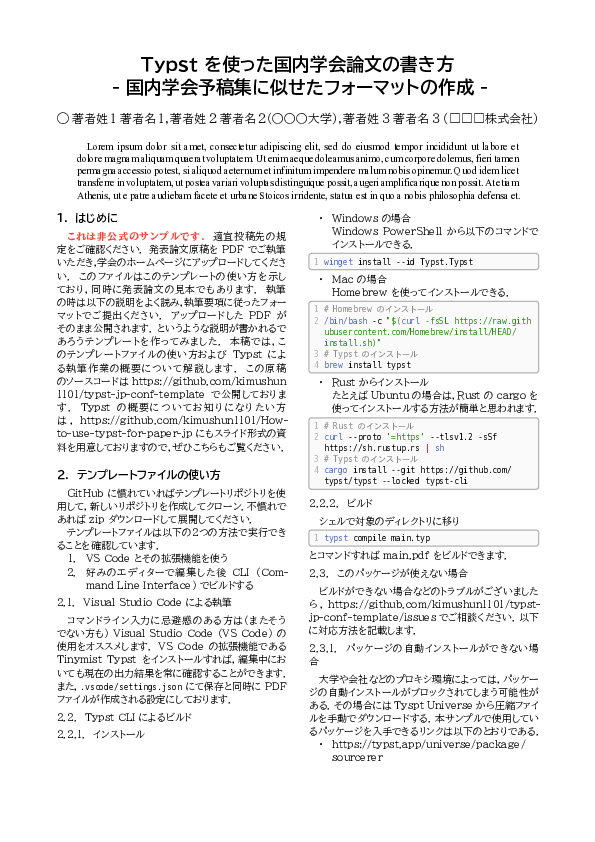 Typst を使った国内学会論文の書き方
- 国内学会予稿集に似せたフォーマットの作成 -
○ 著者姓1 著者名1, 著者姓2 著者名2(○○○大学), 著者姓3 著者名3 (□□□株式会社)
Lorem ipsum dolor sit amet, consectetur adipiscing elit, sed do eiusmod tempor incididunt ut labore et
dolore magnam aliquam quaerat voluptatem. Ut enim aeque doleamus animo, cum corpore dolemus, fieri tamen
permagna accessio potest, si aliquod aeternum et infinitum impendere malum nobis opinemur. Quod idem licet
transferre in voluptatem, ut postea variari voluptas distinguique possit, augeri amplificarique non possit. At etiam
Athenis, ut e patre audiebam facete et urbane Stoicos irridente, statua est in quo a nobis philosophia defensa et.
1. はじめに
これは非公式のサンプルです. 適宜投稿先の規
定をご確認ください. 発表論文原稿を PDF でご執筆
いただき,学会のホームページにアップロードしてくださ
い. このファイルはこのテンプレートの使い方を示し
ており, 同時に発表論文の見本でもあります. 執筆
の時は以下の説明をよく読み,執筆要項に従ったフォー
マットでご提出ください. アップロードした PDF が
そのまま公開されます. というような説明が書かれるで
あろうテンプレートを作ってみました. 本稿では, こ
のテンプレートファイルの使い方および Typst によ
る執筆作業の概要について解説します. この原稿
のソースコードは https://github.com/kimushun
1101/typst-jp-conf-template で公開しておりま
す. Typst の概要についてお知りになりたい方
は, https://github.com/kimushun1101/How-
to-use-typst-for-paper-jp にもスライド形式の資
料を用意しておりますので, ぜひこちらもご覧ください.
2. テンプレートファイルの使い方
GitHub に慣れていればテンプレートリポジトリを使
用して, 新しいリポジトリを作成してクローン, 不慣れで
あれば zip ダウンロードして展開してください.
テンプレートファイルは以下の2つの方法で実行でき
ることを確認しています.
1. VS Code とその拡張機能を使う
2. 好みのエディターで編集した後 CLI (Com-
mand Line Interface) でビルドする
2.1. Visual Studio Code による執筆
コマンドライン入力に忌避感のある方は (またそう
でない方も) Visual Studio Code (VS Code) の
使用をオススメします. VS Code の拡張機能である
Tinymist Typst をインストールすれば, 編集中にお
いても現在の出力結果を常に確認することができます.
また, .vscode/settings.json にて保存と同時に PDF
ファイルが作成される設定にしております.
2.2. Typst CLI によるビルド
2.2.1. インストール
• Windows の場合
Windows PowerShell から以下のコマンドで
インストールできる.
1 winget install --id Typst.Typst
• Mac の場合
Homebrew を使ってインストールできる.
1 # Homebrew のインストール
2 /bin/bash -c "$(curl -fsSL https://raw.gith
ubusercontent.com/Homebrew/install/HEAD/
install.sh)"
3 # Typst のインストール
4 brew install typst
• Rust からインストール
たとえば Ubuntu の場合は, Rust の cargo を
使ってインストールする方法が簡単と思われます.
1 # Rust のインストール
2 curl --proto '=https' --tlsv1.2 -sSf
https://sh.rustup.rs | sh
3 # Typst のインストール
4 cargo install --git https://github.com/
typst/typst --locked typst-cli
2.2.2. ビルド
シェルで対象のディレクトリに移り
1 typst compile main.typ
とコマンドすれば main.pdf をビルドできます.
2.3. このパッケージが使えない場合
ビルドができない場合などのトラブルがございました
ら, https://github.com/kimushun1101/typst-
jp-conf-template/issues でご相談ください. 以下
に対応方法を記載します.
2.3.1. パッケージの自動インストールができない場
合
大学や会社などのプロキシ環境によっては, パッケー
ジの自動インストールがブロックされてしまう可能性が
ある. その場合には Tyspt Universe から圧縮ファイ
ルを手動でダウンロードする. 本サンプルで使用してい
るパッケージを入手できるリンクは以下のとおりである.
• https://typst.app/universe/package/
sourcerer